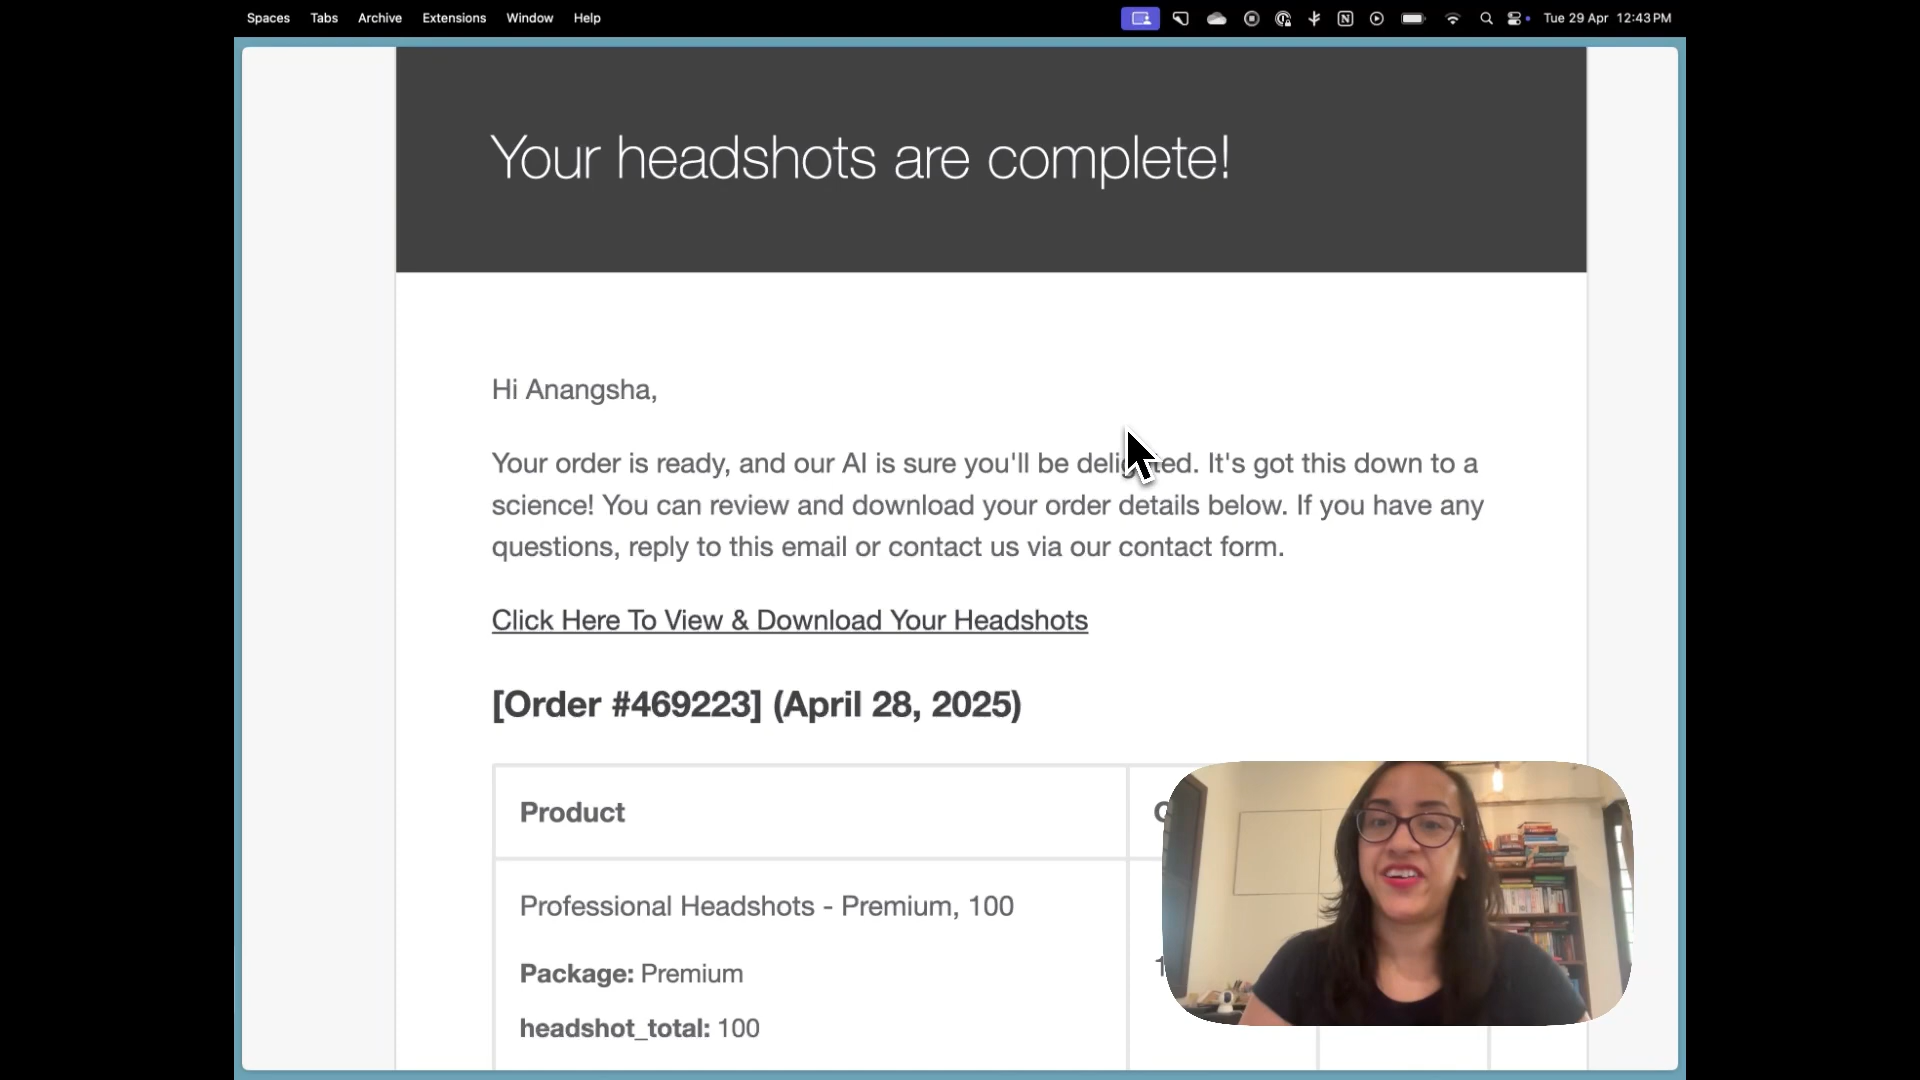 Spaces Tabs Archive Extensions Window Help Tue 29 Apr 12:43 PM
Your headshots are complete!
Hi Anangsha,
Your order is ready, and our AI is sure you'll be delighted. It's got this down to a
science! You can review and download your order details below. If you have any
questions, reply to this email or contact us via our contact form.
Click Here To View & Download Your Headshots
[Order #469223] (April 28, 2025)
Product
Professional Headshots - Premium, 100
Package: Premium
headshot_total: 100